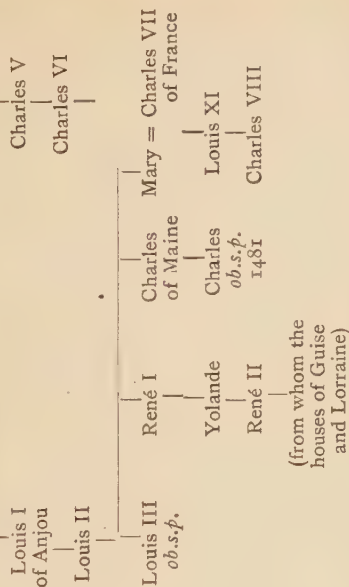 Louis I
of Anjou
Charles V
Louis II
Charles VI
Louis III
ob.s.p.
René I
Charles
of Maine
Mary = Charles VII
of France
Yolande
Charles
ob.s.p.
1481
Louis XI
René II
Charles VIII
(from whom the
houses of Guise
and Lorraine)